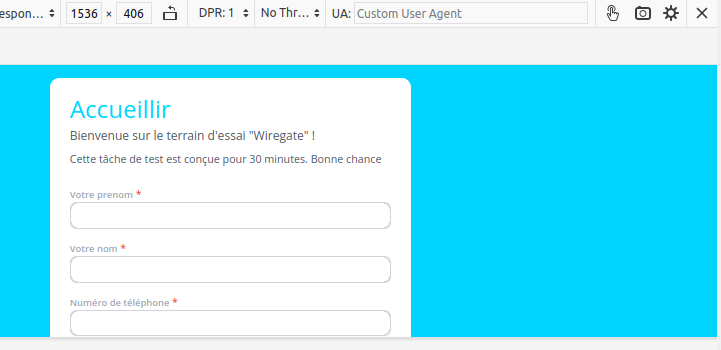 espon... 1536 × 406 DPR: 1 No Thr... UA: Custom User Agent
Accueillir
Bienvenue sur le terrain d'essai "Wiregate" !
Cette tâche de test est conçue pour 30 minutes. Bonne chance
Votre prenom *
Votre nom *
Numéro de téléphone *